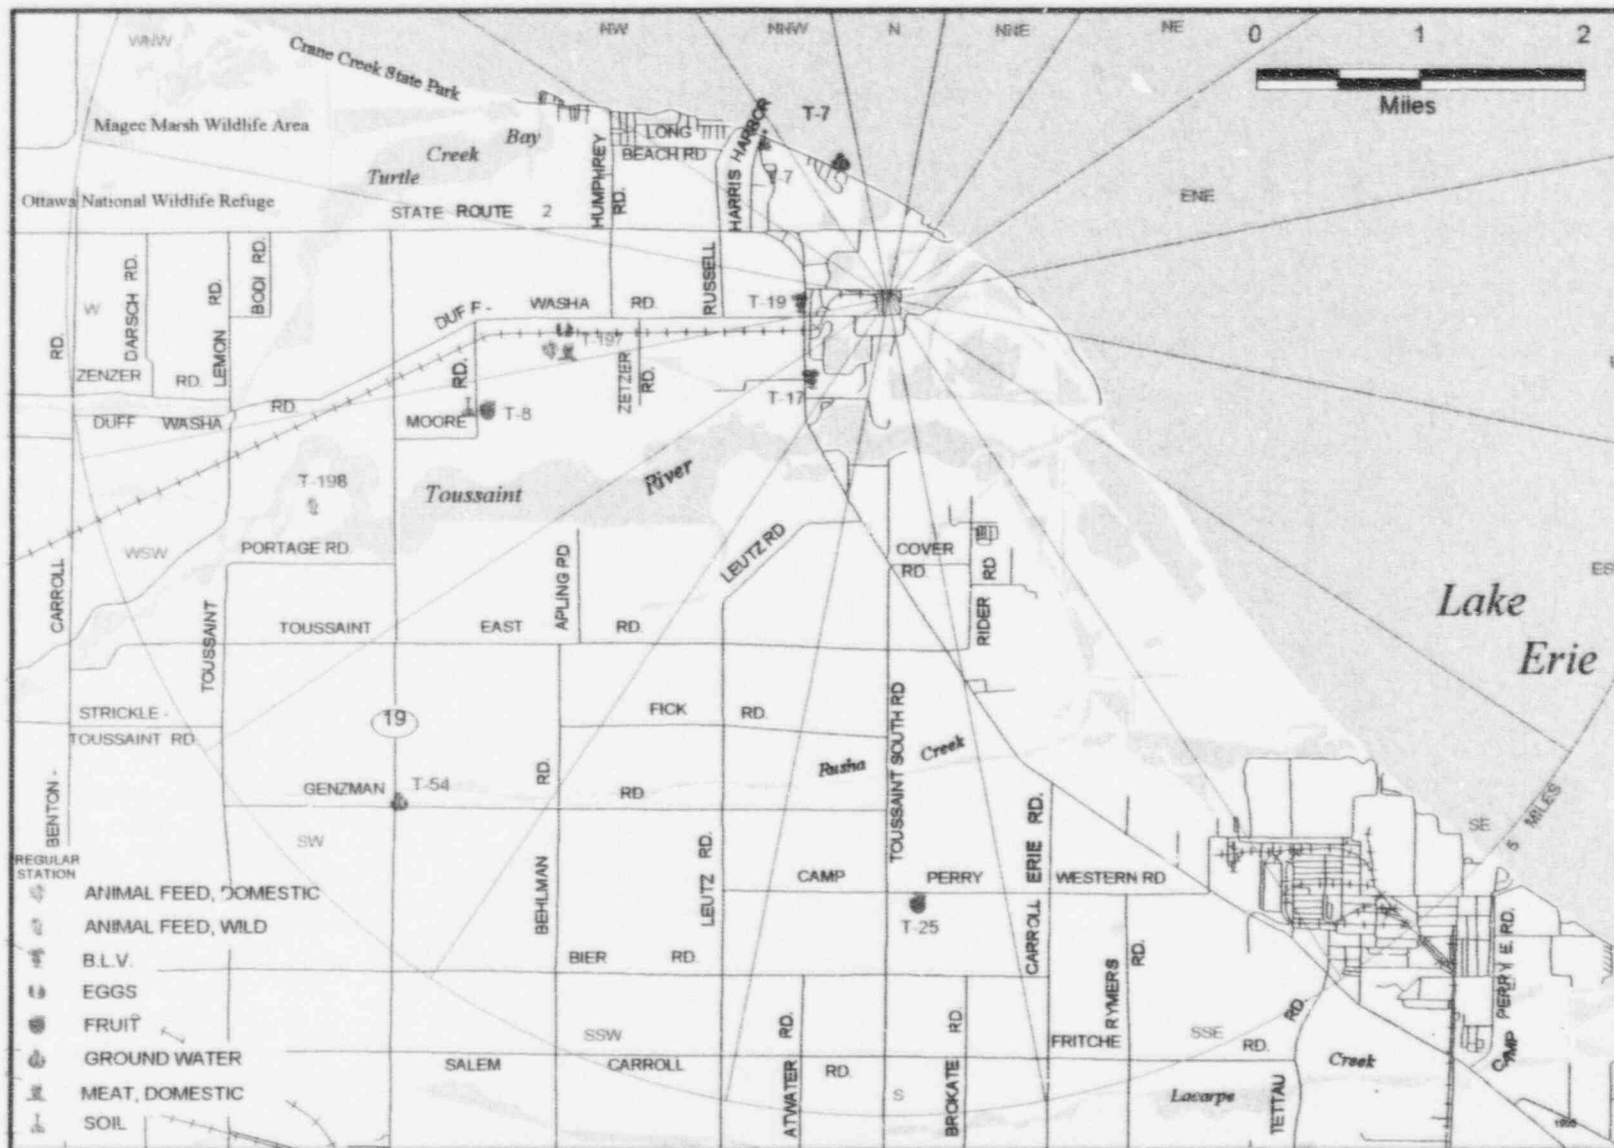 WNW
NW
NNW
N
NNE
NE
0 1 2
Miles
Crane Creek State Park
Magee Marsh Wildlife Area
Ottawa National Wildlife Refuge
Turtle Creek Bay
LONG
BEACH RD
HARRIS HARBOR
T-7
T-7
HUMPHREY RD.
STATE ROUTE 2
ENE
W
DARSCH RD.
LEMON RD.
BODI RD.
RUSSELL
DUFF - WASHA RD.
T-19
T-197
ZETZER RD.
T-17
RD.
ZENZER RD.
DUFF WASHA RD.
RD.
MOORE
T-8
T-198
Toussaint River
WSW
PORTAGE RD.
LEUTZ RD
COVER RD.
RIDER RD
APLING RD
Lake Erie
ES
CARROLL
TOUSSAINT
TOUSSAINT EAST RD.
STRICKLE -
TOUSSAINT RD.
19
FICK RD.
TOUSSAINT SOUTH RD
Rusha Creek
GENZMAN RD.
T-54
RD.
BENTON -
SW
BEHLMAN
LEUTZ RD.
CARROLL ERIE RD.
SE
5 MILES
CAMP PERRY WESTERN RD
T-25
BIER RD.
RYMERS RD.
PERRY E. RD.
CAMP
SSW
ATWATER RD.
BROKATE RD.
FRITCHE RD.
SSE
RD.
TETTAU
Creek
Lacarpe
SALEM CARROLL RD.
S
1995
REGULAR
STATION
ANIMAL FEED, DOMESTIC
ANIMAL FEED, WILD
B.L.V.
EGGS
FRUIT
GROUND WATER
MEAT, DOMESTIC
SOIL